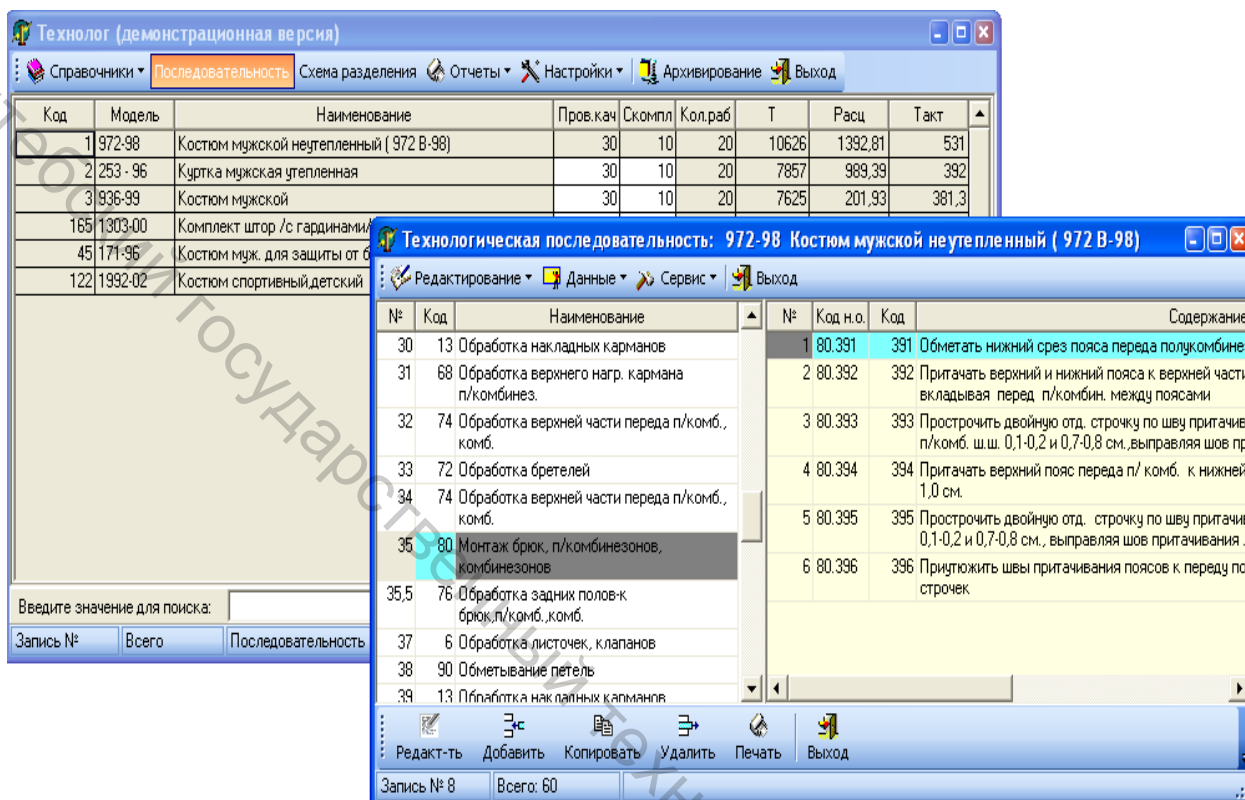 Технолог (демонстрационная версия)
Справочники Последовательность Схема разделения Отчеты Настройки Архивирование Выход
Код Модель Наименование Пров.кач Скомпл Кол.раб Т Расц Такт
1 972-98 Костюм мужской неутепленный ( 972 В-98) 30 10 20 10626 1392,81 531
2 253 - 96 Куртка мужская утепленная 30 10 20 7857 989,39 392
3 936-99 Костюм мужской 30 10 20 7625 201,93 381,3
165 1303-00 Комплект штор /с гардинами/
45 171-96 Костюм муж. для защиты от б
122 1992-02 Костюм спортивный,детский
Введите значение для поиска:
Запись № Всего Последовательность
Технологическая последовательность: 972-98 Костюм мужской неутепленный ( 972 В-98)
Редактирование Данные Сервис Выход
№ Код Наименование
30 13 Обработка накладных карманов
31 68 Обработка верхнего нагр. кармана
п/комбинез.
32 74 Обработка верхней части переда п/комб.,
комб.
33 72 Обработка бретелей
34 74 Обработка верхней части переда п/комб.,
комб.
35 80 Монтаж брюк, п/комбинезонов,
комбинезонов
35,5 76 Обработка задних полов-к
брюк,п/комб.,комб.
37 6 Обработка листочек, клапанов
38 90 Обметывание петель
39 13 Обработка накладных карманов
№ Код н.о. Код Содержание
1 80.391 391 Обметать нижний срез пояса переда полукомбине
2 80.392 392 Притачать верхний и нижний пояса к верхней части
вкладывая перед п/комбин. между поясами
3 80.393 393 Прострочить двойную отд. строчку по шву притачив
п/комб. ш.ш. 0,1-0,2 и 0,7-0,8 см.,выправляя шов пр
4 80.394 394 Притачать верхний пояс переда п/ комб. к нижней
1,0 см.
5 80.395 395 Прострочить двойную отд. строчку по шву притачи
0,1-0,2 и 0,7-0,8 см., выправляя шов притачивания .
6 80.396 396 Приутюжить швы притачивания поясов к переду по
строчек
Редакт-ть Добавить Копировать Удалить Печать Выход
Запись № 8 Всего: 60
тебский государственный техн